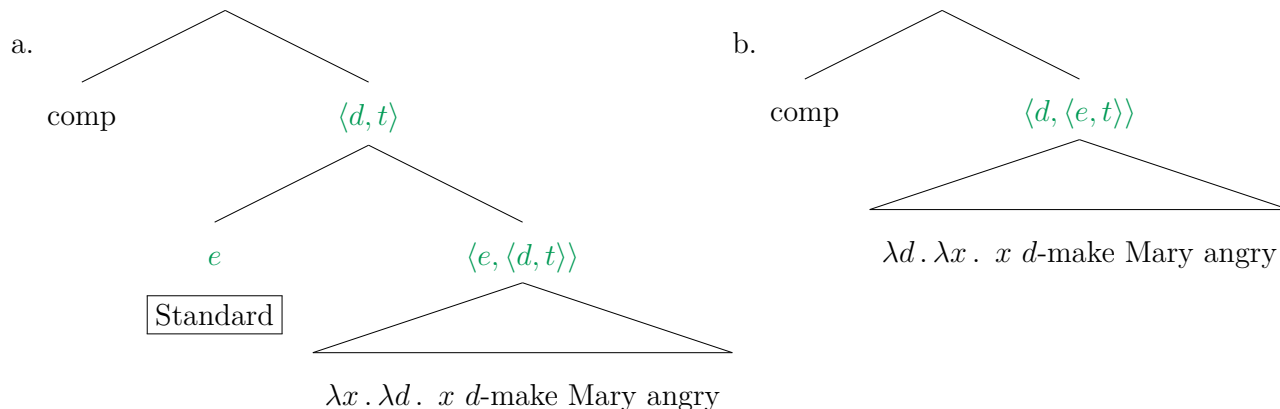 a.
comp
⟨d, t⟩
e
⟨e, ⟨d, t⟩⟩
Standard
λx . λd . x d-make Mary angry
b.
comp
⟨d, ⟨e, t⟩⟩
λd . λx . x d-make Mary angry